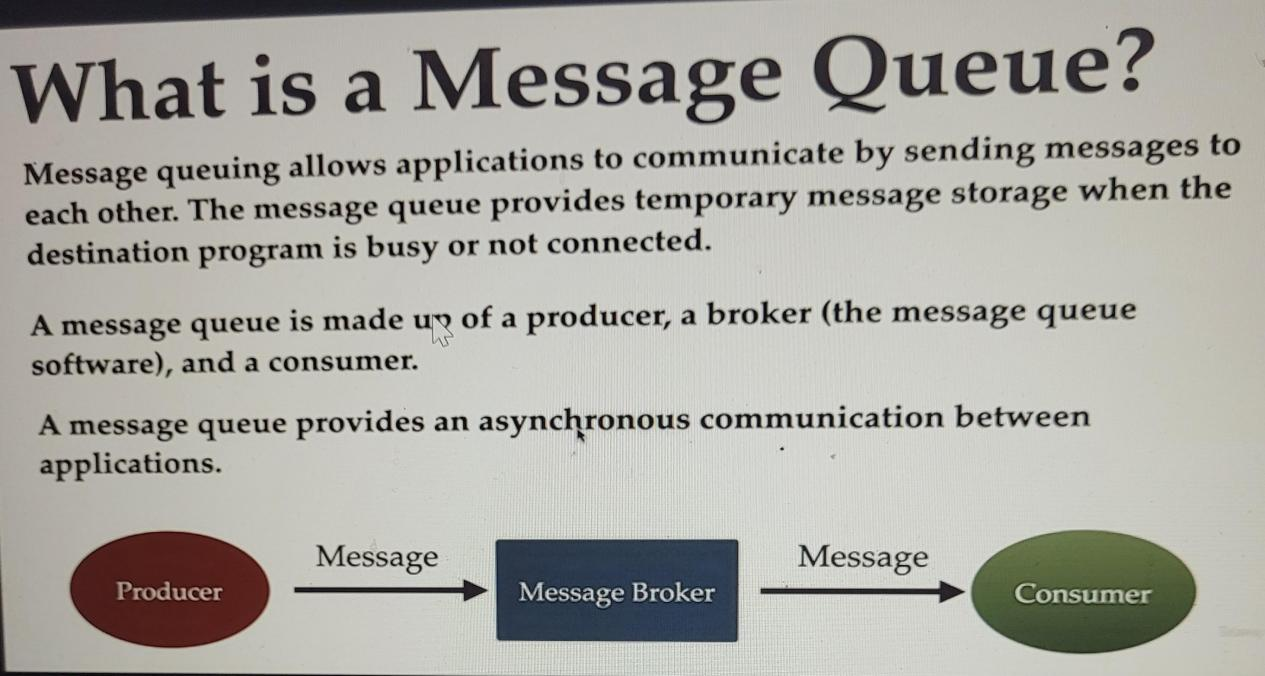 What is a Message Queue?
Message queuing allows applications to communicate by sending messages to
each other. The message queue provides temporary message storage when the
destination program is busy or not connected.
A message queue is made up of a producer, a broker (the message queue
software), and a consumer.
A message queue provides an asynchronous communication between
applications.
Message
Message
Producer
Message Broker
Consumer